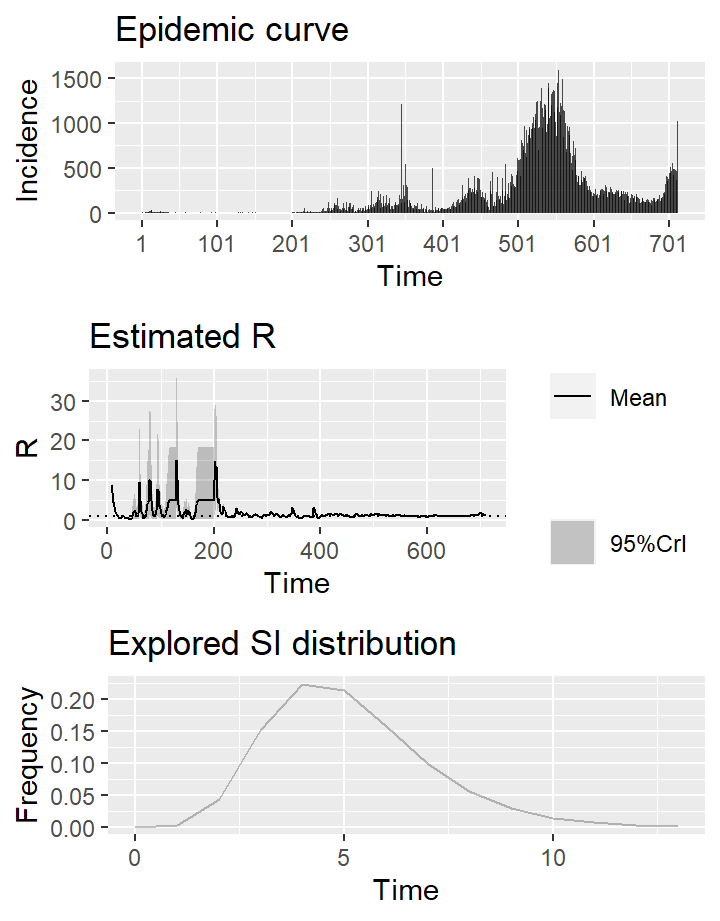 Epidemic curve
1500
1000
500
0
Incidence
1 101 201 301 401 501 601 701
Time
Estimated R
30
20
10
0
R
0 200 400 600
Time
Mean
95%CrI
Explored SI distribution
0.20
0.15
0.10
0.05
0.00
Frequency
0 5 10
Time